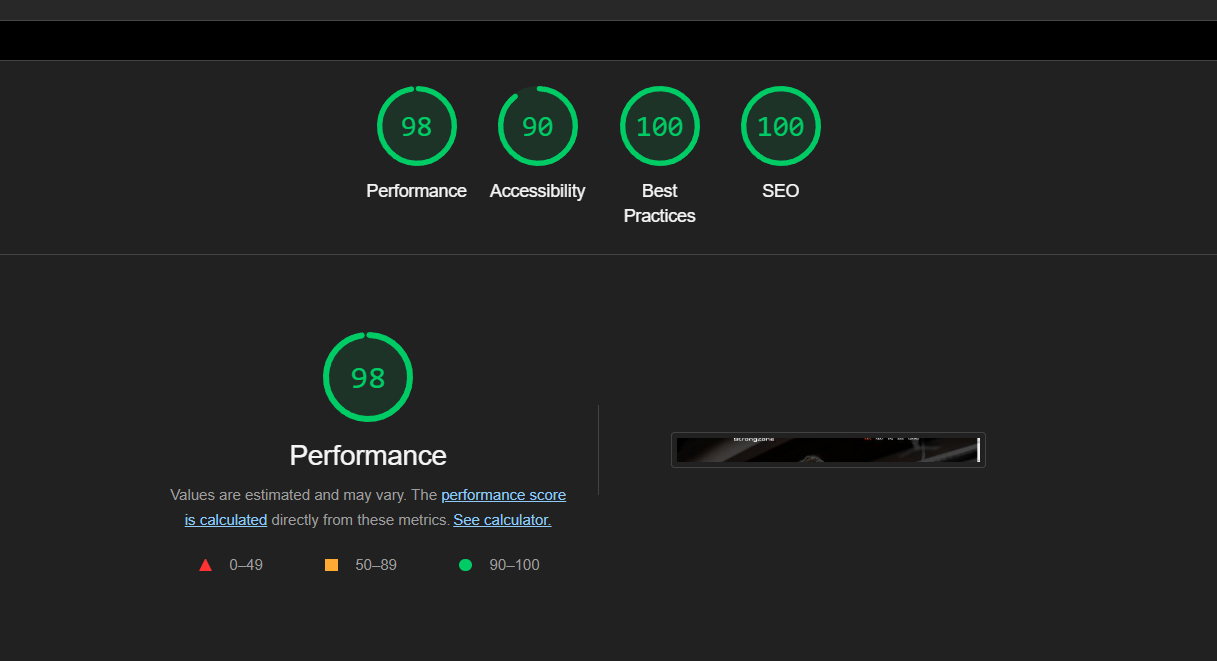 98
90
100
100
Performance
Accessibility
Best
Practices
SEO
98
Performance
Values are estimated and may vary. The performance score
is calculated directly from these metrics. See calculator.
0–49
50–89
90–100